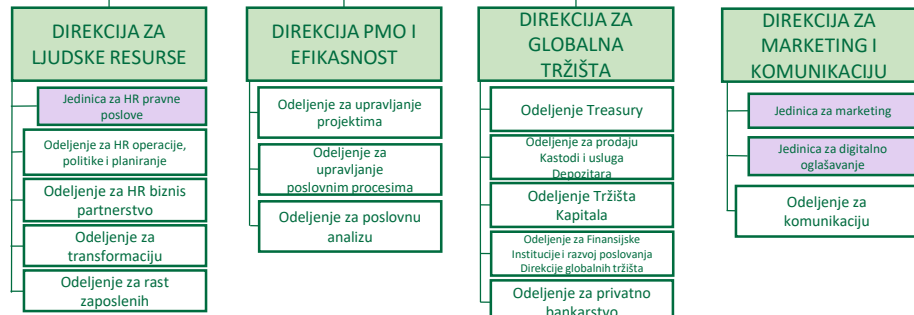 DIREKCIJA ZA
LJUDSKE RESURSE
Jedinica za HR pravne
poslove
Odeljenje za HR operacije,
politike i planiranje
Odeljenje za HR biznis
partnerstvo
Odeljenje za
transformaciju
Odeljenje za rast
zaposlenih
DIREKCIJA PMO I
EFIKASNOST
Odeljenje za upravljanje
projektima
Odeljenje za
upravljanje
poslovnim procesima
Odeljenje za poslovnu
analizu
DIREKCIJA ZA
GLOBALNA
TRŽIŠTA
Odeljenje Treasury
Odeljenje za prodaju
Kastodi i usluga
Depozitara
Odeljenje Tržišta
Kapitala
Odeljenje za Finansijske
Institucije i razvoj poslovanja
Direkcije globalnih tržišta
Odeljenje za privatno
bankarstvo
DIREKCIJA ZA
MARKETING I
KOMUNIKACIJU
Jedinica za marketing
Jedinica za digitalno
oglašavanje
Odeljenje za
komunikaciju